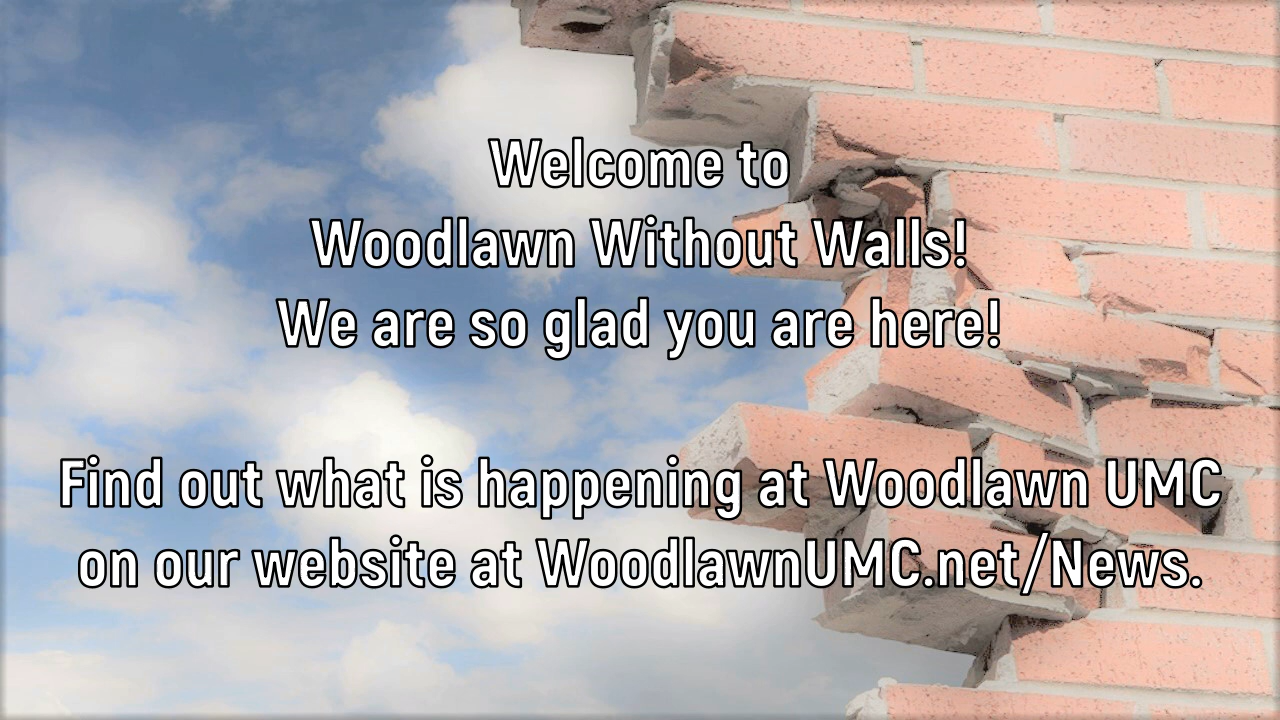 Welcome to
Woodlawn Without Walls!
We are so glad you are here!
Find out what is happening at Woodlawn UMC
on our website at WoodlawnUMC.net/News.